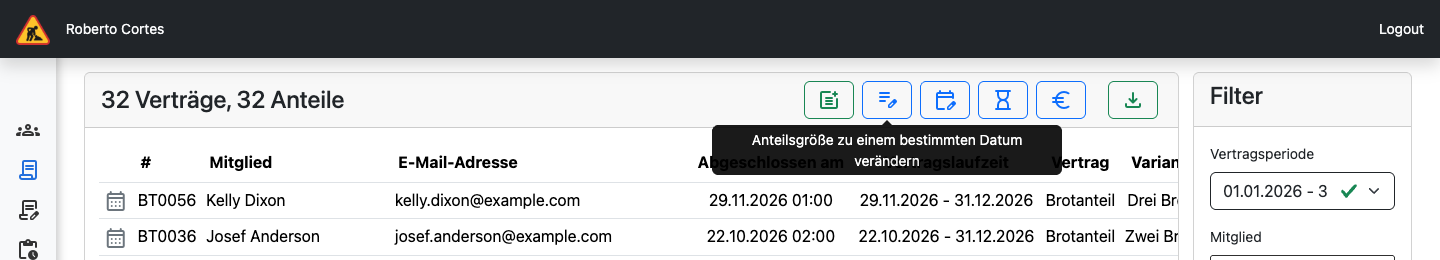 Roberto Cortes
Logout
32 Verträge, 32 Anteile
Filter
Anteilsgröße zu einem bestimmten Datum
verändern
# Mitglied E-Mail-Adresse Abgeschlossen am Vertrag Varian
Vertragsperiode
01.01.2026 - 3
BT0056 Kelly Dixon kelly.dixon@example.com 29.11.2026 01:00 29.11.2026 - 31.12.2026 Brotanteil Drei Br
BT0036 Josef Anderson josef.anderson@example.com 22.10.2026 02:00 22.10.2026 - 31.12.2026 Brotanteil Zwei Br
Mitglied